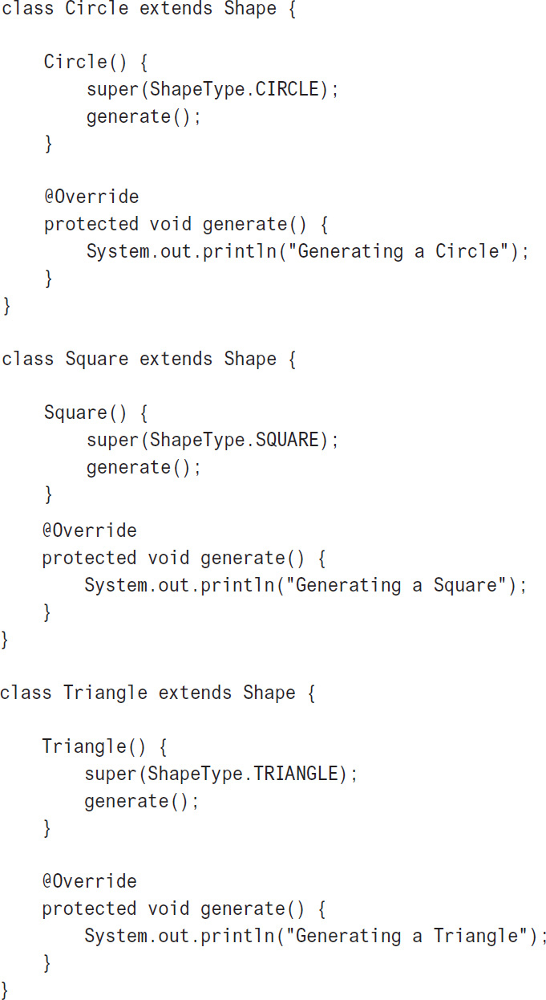 class Circle extends Shape {
    Circle() {
        super(ShapeType.CIRCLE);
        generate();
    }
    @Override
    protected void generate() {
        System.out.println("Generating a Circle");
    }
}
class Square extends Shape {
    Square() {
        super(ShapeType.SQUARE);
        generate();
    }
    @Override
    protected void generate() {
        System.out.println("Generating a Square");
    }
}
class Triangle extends Shape {
    Triangle() {
        super(ShapeType.TRIANGLE);
        generate();
    }
    @Override
    protected void generate() {
        System.out.println("Generating a Triangle");
    }
}